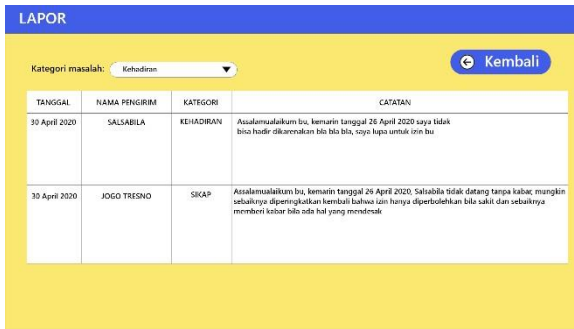 LAPOR
Kategori masalah: Kehadiran
Kembali
TANGGAL NAMA PENGIRIM KATEGORI CATATAN
30 April 2020 SALSABILA KEHADIRAN Assalamualaikum bu, kemarin tanggal 26 April 2020 saya tidak
bisa hadir dikarenakan bla bla bla, saya lupa untuk izin bu
30 April 2020 JOGO TRESNO SIKAP Assalamualaikum bu, kemarin tanggal 26 April 2020, Salsabila tidak datang tanpa kabar, mungkin
sebaiknya diperingkatkan kembali bahwa izin hanya diperbolehkan bila sakit dan sebaiknya
memberi kabar bila ada hal yang mendesak